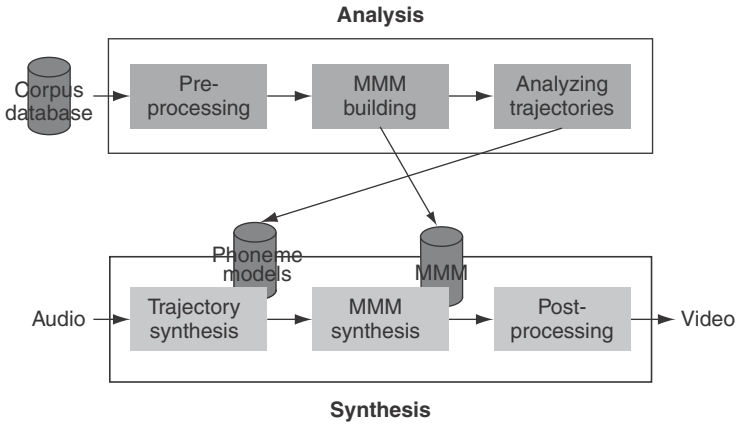 Analysis
Corpus
database
Pre-
processing
MMM
building
Analyzing
trajectories
Phoneme
models
MMM
Audio
Trajectory
synthesis
MMM
synthesis
Post-
processing
Video
Synthesis